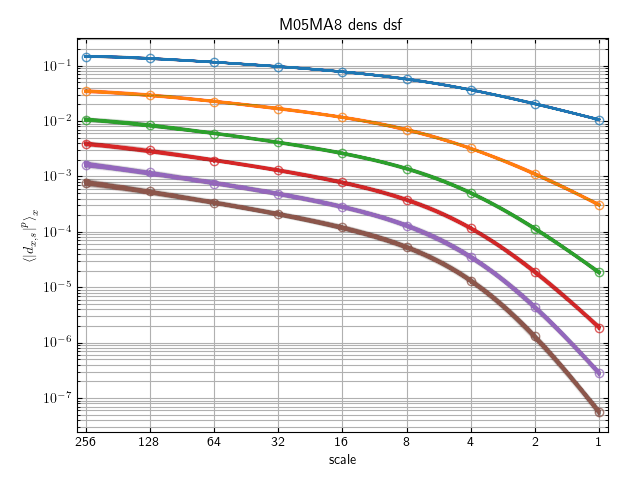 M05MA8 dens dsf
10⁻¹
10⁻²
10⁻³
10⁻⁴
10⁻⁵
10⁻⁶
10⁻⁷
⟨|d_{x,s}|^p⟩_x
256 128 64 32 16 8 4 2 1
scale